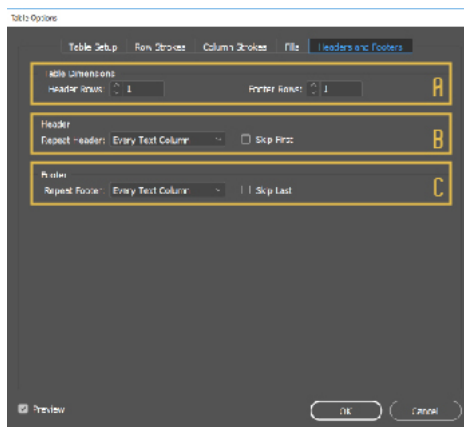 Table Options
Table Setup Row Strokes Column Strokes Fills Headers and Footers
Table Dimensions
Header Rows: 1 Footer Rows: 1 A
Header
Repeat Header: Every Text Column Skip First B
Footer
Repeat Footer: Every Text Column Skip Last C
Preview OK Cancel